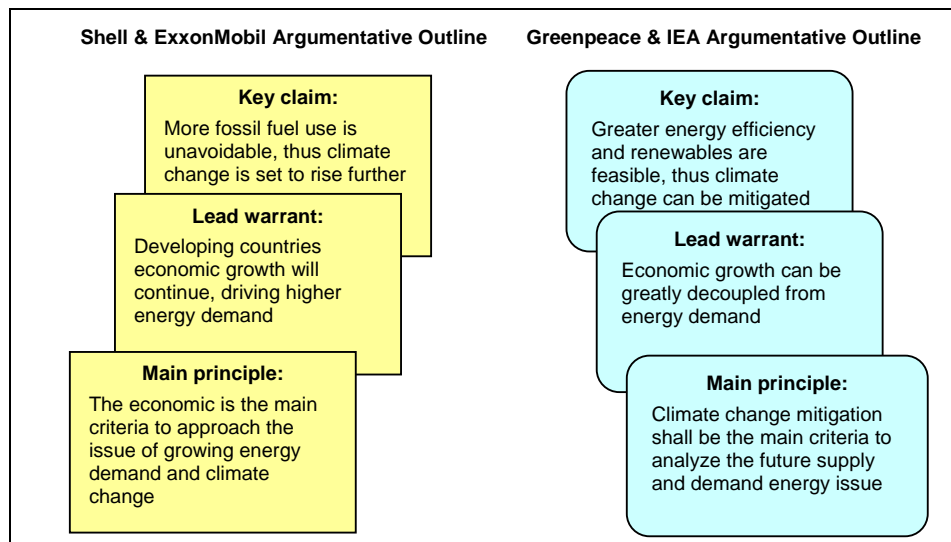 Shell & ExxonMobil Argumentative Outline
Key claim:
More fossil fuel use is
unavoidable, thus climate
change is set to rise further
Lead warrant:
Developing countries
economic growth will
continue, driving higher
energy demand
Main principle:
The economic is the main
criteria to approach the
issue of growing energy
demand and climate
change
Greenpeace & IEA Argumentative Outline
Key claim:
Greater energy efficiency
and renewables are
feasible, thus climate
change can be mitigated
Lead warrant:
Economic growth can be
greatly decoupled from
energy demand
Main principle:
Climate change mitigation
shall be the main criteria to
analyze the future supply
and demand energy issue